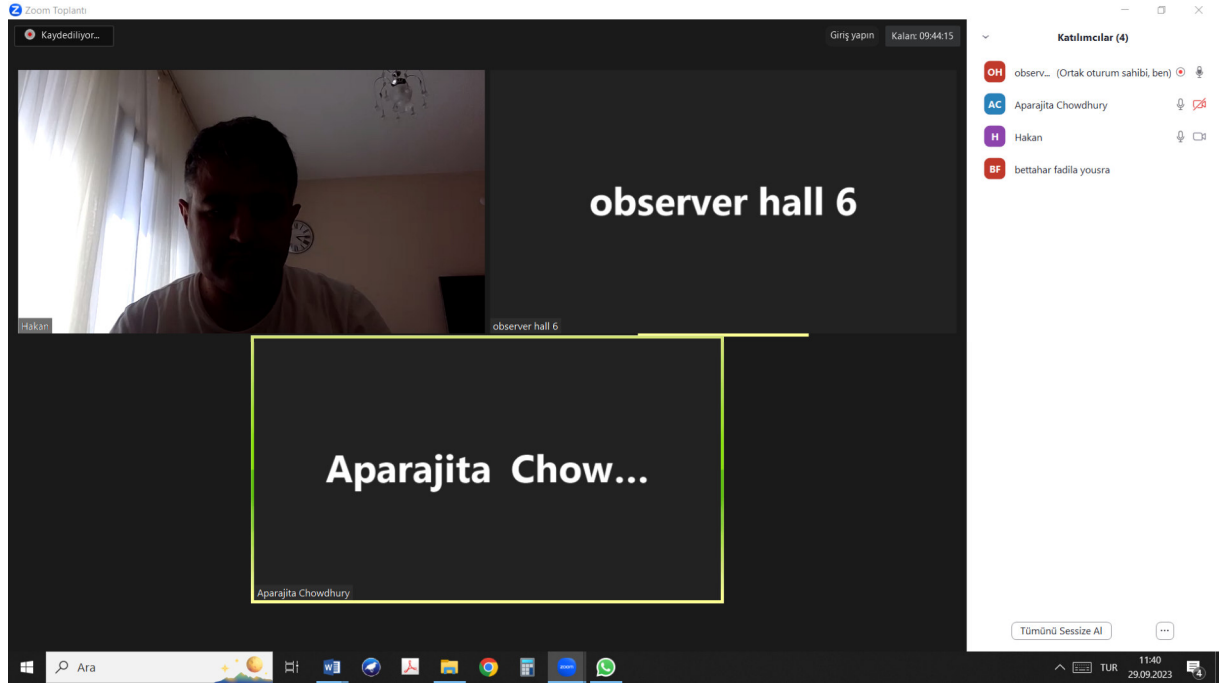 Zoom Toplantı
Kaydediliyor...
Giriş yapın
Kalan: 09:44:15
Hakan
observer hall 6
observer hall 6
Aparajita Chow...
Aparajita Chowdhury
Katılımcılar (4)
OH observ... (Ortak oturum sahibi, ben)
AC Aparajita Chowdhury
H Hakan
BF bettahar fadila yousra
Tümünü Sessize Al
...
Ara
zoom
TUR
11:40
29.09.2023
4